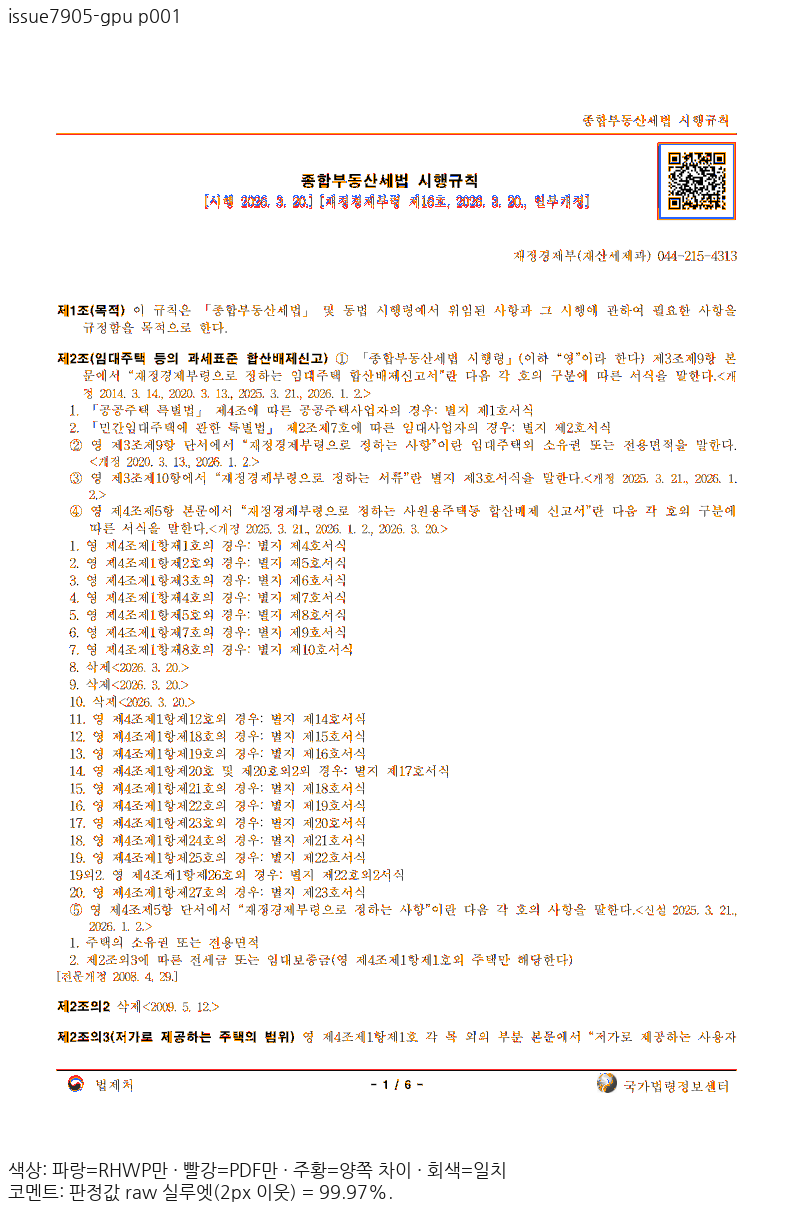 issue7905-gpu p001
종합부동산세법 시행규칙
종합부동산세법 시행규칙
[시행 2026. 3. 20.] [재정경제부령 제16호, 2026. 3. 20., 일부개정]
재정경제부(재산세제과) 044-215-4313
제1조(목적) 이 규칙은 「종합부동산세법」 및 동법 시행령에서 위임된 사항과 그 시행에 관하여 필요한 사항을
규정함을 목적으로 한다.
제2조(임대주택 등의 과세표준 합산배제신고) ① 「종합부동산세법 시행령」(이하 “영”이라 한다) 제3조제9항 본
문에서 “재정경제부령으로 정하는 임대주택 합산배제신고서”란 다음 각 호의 구분에 따른 서식을 말한다.<개
정 2014. 3. 14., 2020. 3. 13., 2025. 3. 21., 2026. 1. 2.>
1. 「공공주택 특별법」 제4조에 따른 공공주택사업자의 경우: 별지 제1호서식
2. 「민간임대주택에 관한 특별법」 제2조제7호에 따른 임대사업자의 경우: 별지 제2호서식
② 영 제3조제9항 단서에서 “재정경제부령으로 정하는 사항”이란 임대주택의 소유권 또는 전용면적을 말한다.
<개정 2020. 3. 13., 2026. 1. 2.>
③ 영 제3조제10항에서 “재정경제부령으로 정하는 서류”란 별지 제3호서식을 말한다.<개정 2025. 3. 21., 2026. 1.
2.>
④ 영 제4조제5항 본문에서 “재정경제부령으로 정하는 사원용주택등 합산배제 신고서”란 다음 각 호의 구분에
따른 서식을 말한다.<개정 2025. 3. 21., 2026. 1. 2., 2026. 3. 20.>
1. 영 제4조제1항제1호의 경우: 별지 제4호서식
2. 영 제4조제1항제2호의 경우: 별지 제5호서식
3. 영 제4조제1항제3호의 경우: 별지 제6호서식
4. 영 제4조제1항제4호의 경우: 별지 제7호서식
5. 영 제4조제1항제5호의 경우: 별지 제8호서식
6. 영 제4조제1항제7호의 경우: 별지 제9호서식
7. 영 제4조제1항제8호의 경우: 별지 제10호서식
8. 삭제<2026. 3. 20.>
9. 삭제<2026. 3. 20.>
10. 삭제<2026. 3. 20.>
11. 영 제4조제1항제12호의 경우: 별지 제14호서식
12. 영 제4조제1항제18호의 경우: 별지 제15호서식
13. 영 제4조제1항제19호의 경우: 별지 제16호서식
14. 영 제4조제1항제20호 및 제20호의2의 경우: 별지 제17호서식
15. 영 제4조제1항제21호의 경우: 별지 제18호서식
16. 영 제4조제1항제22호의 경우: 별지 제19호서식
17. 영 제4조제1항제23호의 경우: 별지 제20호서식
18. 영 제4조제1항제24호의 경우: 별지 제21호서식
19. 영 제4조제1항제25호의 경우: 별지 제22호서식
19의2. 영 제4조제1항제26호의 경우: 별지 제22호의2서식
20. 영 제4조제1항제27호의 경우: 별지 제23호서식
⑤ 영 제4조제5항 단서에서 “재정경제부령으로 정하는 사항”이란 다음 각 호의 사항을 말한다.<신설 2025. 3. 21.,
2026. 1. 2.>
1. 주택의 소유권 또는 전용면적
2. 제2조의3에 따른 전세금 또는 임대보증금(영 제4조제1항제1호의 주택만 해당한다)
[전문개정 2008. 4. 29.]
제2조의2 삭제<2009. 5. 12.>
제2조의3(저가로 제공하는 주택의 범위) 영 제4조제1항제1호 각 목 외의 부분 본문에서 “저가로 제공하는 사용자
법제처
- 1 / 6 -
국가법령정보센터
색상: 파랑=RHWP만 · 빨강=PDF만 · 주황=양쪽 차이 · 회색=일치
코멘트: 판정값 raw 실루엣(2px 이웃) = 99.97%.